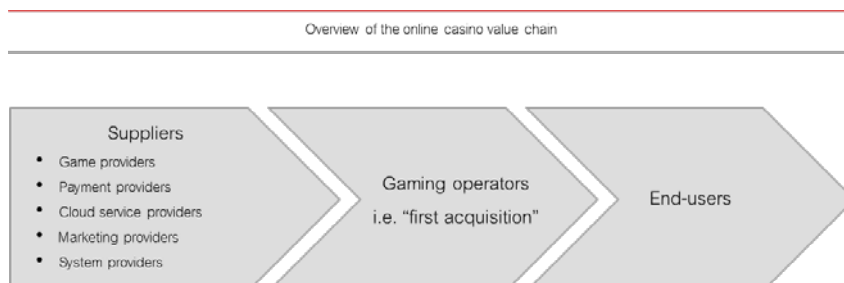 Overview of the online casino value chain
Suppliers
• Game providers
• Payment providers
• Cloud service providers
• Marketing providers
• System providers
Gaming operators
i.e. “first acquisition”
End-users